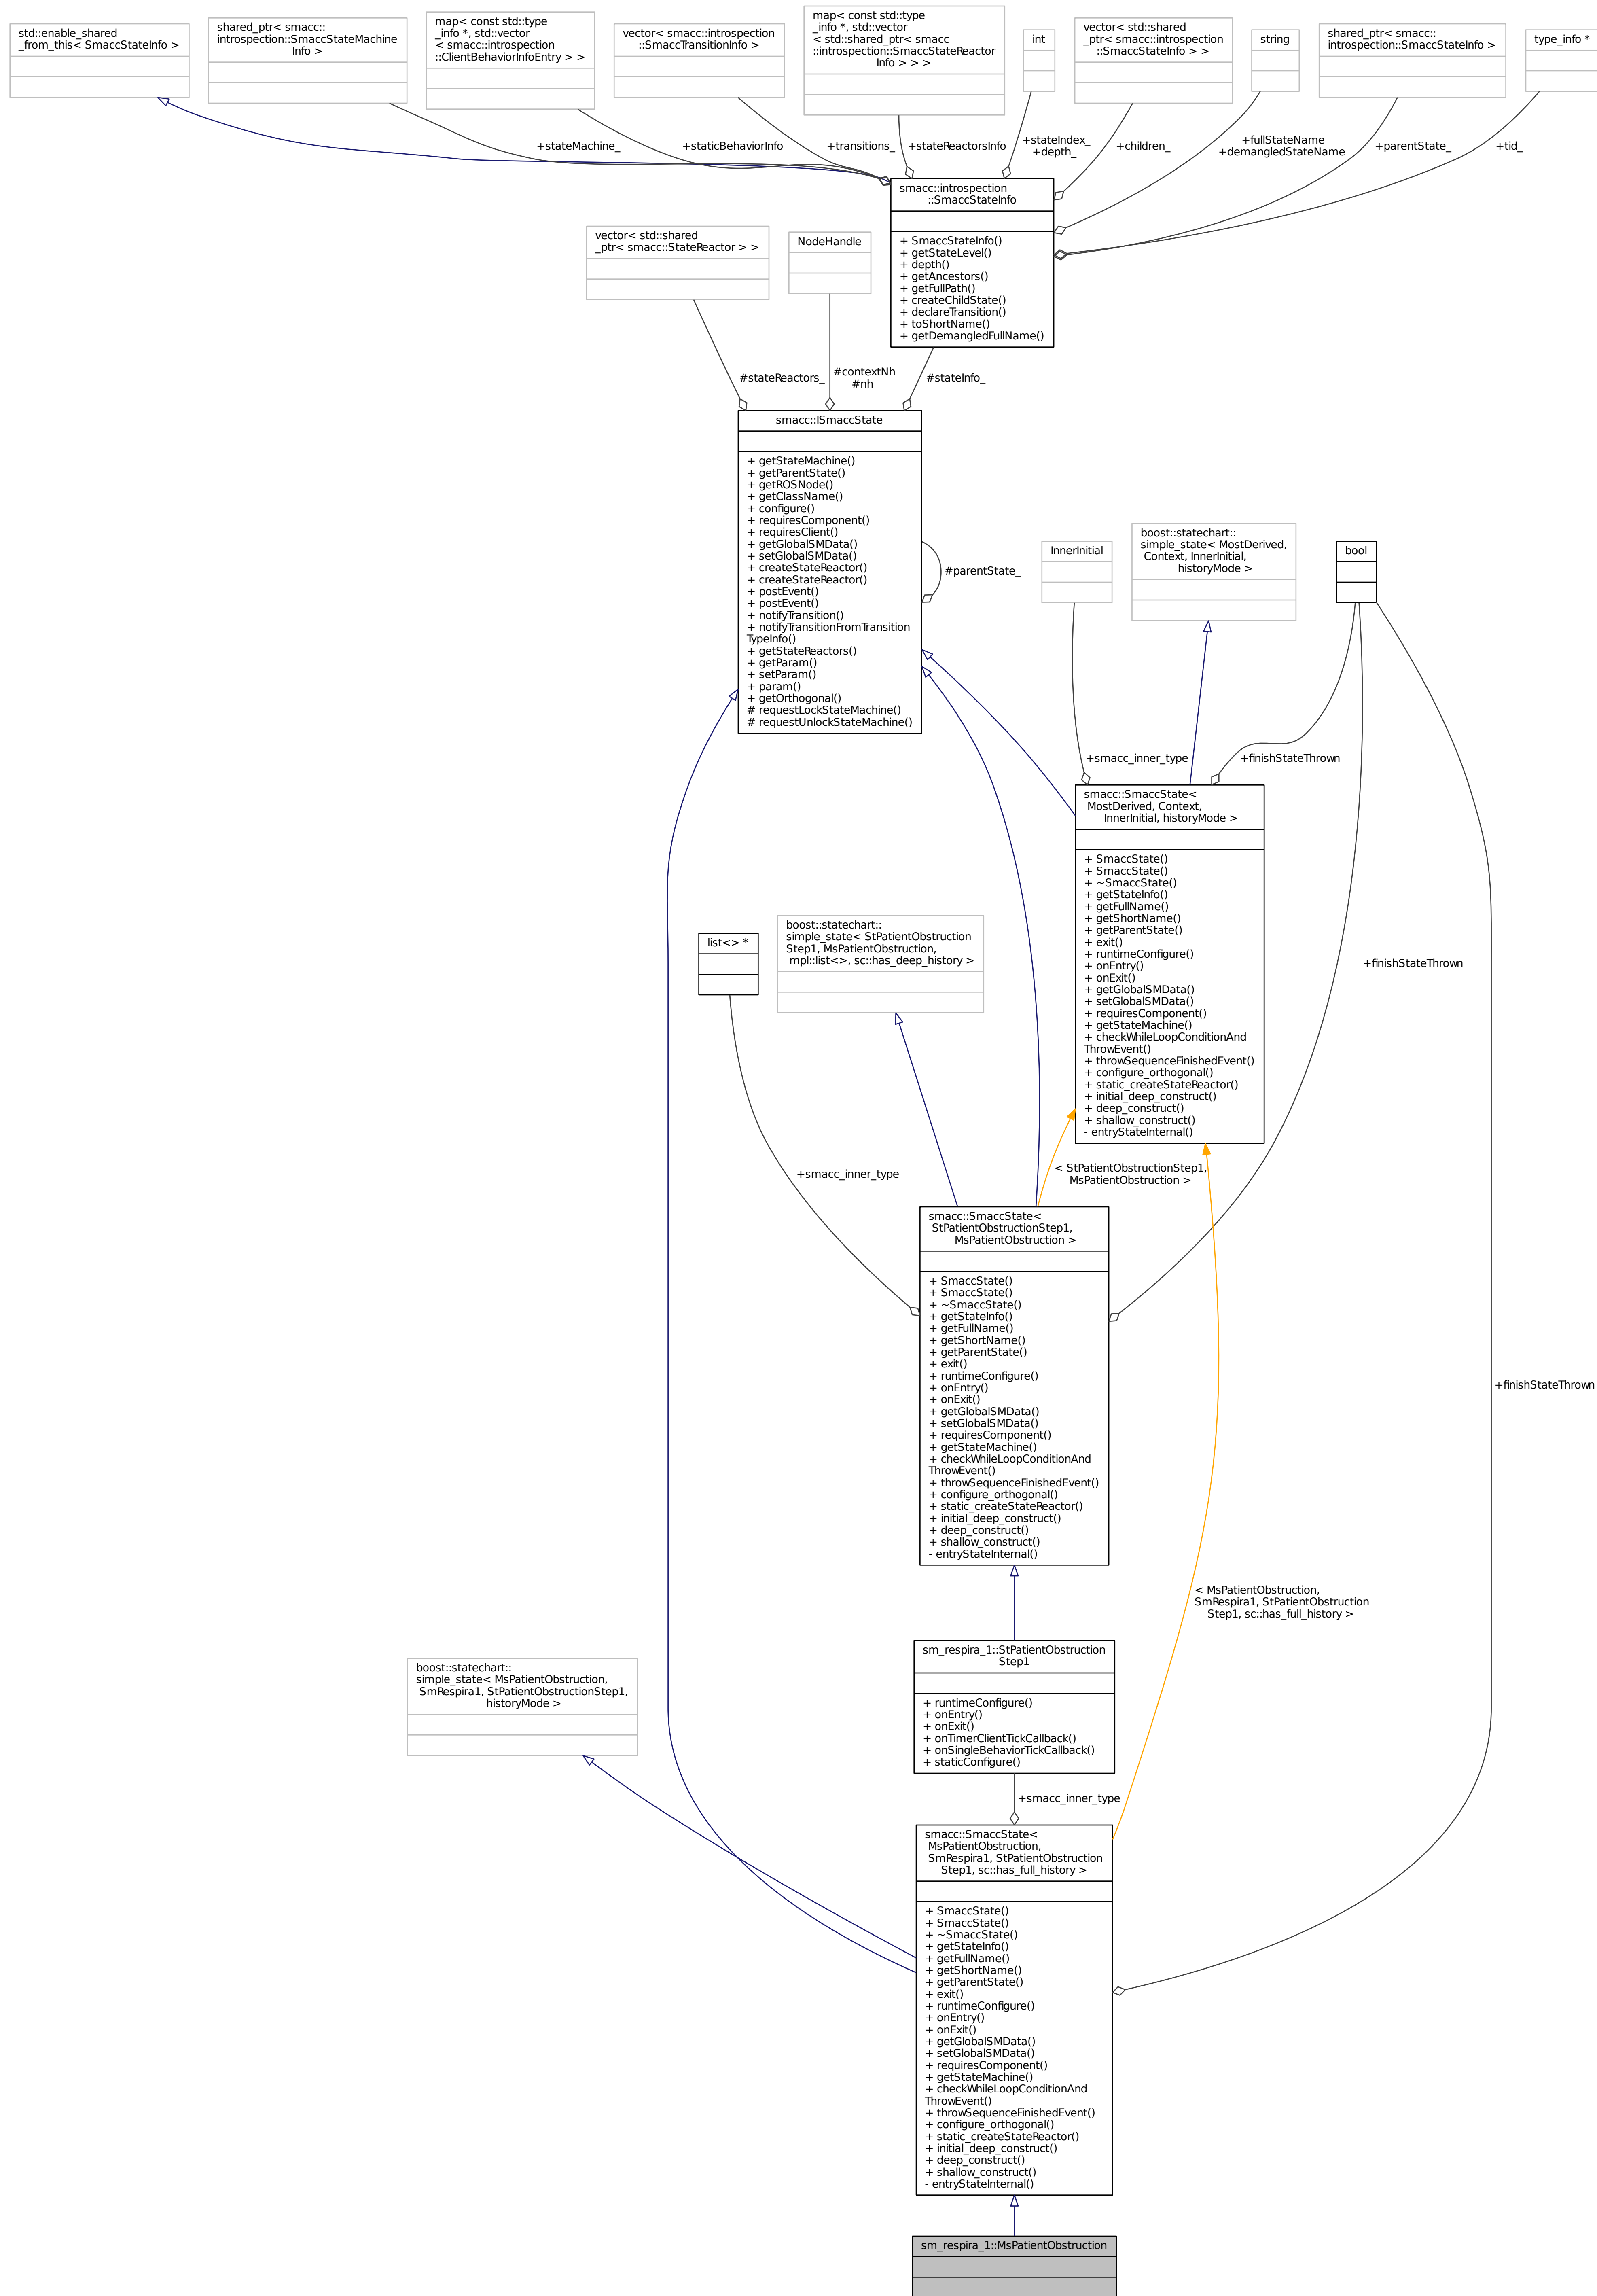 std::enable_shared
_from_this< SmaccStateInfo >
shared_ptr< smacc::
introspection::SmaccStateMachine
Info >
map< const std::type
_info *, std::vector
< smacc::introspection
::ClientBehaviorInfoEntry > >
vector< smacc::introspection
::SmaccTransitionInfo >
map< const std::type
_info *, std::vector
< std::shared_ptr< smacc
::introspection::SmaccStateReactor
Info > > >
int
vector< std::shared
_ptr< smacc::introspection
::SmaccStateInfo > >
string
shared_ptr< smacc::
introspection::SmaccStateInfo >
type_info *
+stateMachine_
+staticBehaviorInfo
+transitions_
+stateReactorsInfo
+stateIndex_
+depth_
+children_
+fullStateName
+demangledStateName
+parentState_
+tid_
smacc::introspection
::SmaccStateInfo
+ SmaccStateInfo()
+ getStateLevel()
+ depth()
+ getAncestors()
+ getFullPath()
+ createChildState()
+ declareTransition()
+ toShortName()
+ getDemangledFullName()
vector< std::shared
_ptr< smacc::StateReactor > >
NodeHandle
#stateReactors_
#contextNh
#nh
#stateInfo_
smacc::ISmaccState
+ getStateMachine()
+ getParentState()
+ getROSNode()
+ getClassName()
+ configure()
+ requiresComponent()
+ requiresClient()
+ getGlobalSMData()
+ setGlobalSMData()
+ createStateReactor()
+ createStateReactor()
+ postEvent()
+ postEvent()
+ notifyTransition()
+ notifyTransitionFromTransition
TypeInfo()
+ getStateReactors()
+ getParam()
+ setParam()
+ param()
+ getOrthogonal()
# requestLockStateMachine()
# requestUnlockStateMachine()
#parentState_
InnerInitial
boost::statechart::
simple_state< MostDerived,
Context, InnerInitial,
historyMode >
bool
+smacc_inner_type
+finishStateThrown
smacc::SmaccState<
MostDerived, Context,
InnerInitial, historyMode >
+ SmaccState()
+ SmaccState()
+ ~SmaccState()
+ getStateInfo()
+ getFullName()
+ getShortName()
+ getParentState()
+ exit()
+ runtimeConfigure()
+ onEntry()
+ onExit()
+ getGlobalSMData()
+ setGlobalSMData()
+ requiresComponent()
+ getStateMachine()
+ checkWhileLoopConditionAnd
ThrowEvent()
+ throwSequenceFinishedEvent()
+ configure_orthogonal()
+ static_createStateReactor()
+ initial_deep_construct()
+ deep_construct()
+ shallow_construct()
- entryStateInternal()
list<> *
boost::statechart::
simple_state< StPatientObstruction
Step1, MsPatientObstruction,
mpl::list<>, sc::has_deep_history >
+finishStateThrown
+smacc_inner_type
< StPatientObstructionStep1,
MsPatientObstruction >
smacc::SmaccState<
StPatientObstructionStep1,
MsPatientObstruction >
+ SmaccState()
+ SmaccState()
+ ~SmaccState()
+ getStateInfo()
+ getFullName()
+ getShortName()
+ getParentState()
+ exit()
+ runtimeConfigure()
+ onEntry()
+ onExit()
+ getGlobalSMData()
+ setGlobalSMData()
+ requiresComponent()
+ getStateMachine()
+ checkWhileLoopConditionAnd
ThrowEvent()
+ throwSequenceFinishedEvent()
+ configure_orthogonal()
+ static_createStateReactor()
+ initial_deep_construct()
+ deep_construct()
+ shallow_construct()
- entryStateInternal()
+finishStateThrown
< MsPatientObstruction,
SmRespira1, StPatientObstruction
Step1, sc::has_full_history >
sm_respira_1::StPatientObstruction
Step1
+ runtimeConfigure()
+ onEntry()
+ onExit()
+ onTimerClientTickCallback()
+ onSingleBehaviorTickCallback()
+ staticConfigure()
boost::statechart::
simple_state< MsPatientObstruction,
SmRespira1, StPatientObstructionStep1,
historyMode >
+smacc_inner_type
smacc::SmaccState<
MsPatientObstruction,
SmRespira1, StPatientObstruction
Step1, sc::has_full_history >
+ SmaccState()
+ SmaccState()
+ ~SmaccState()
+ getStateInfo()
+ getFullName()
+ getShortName()
+ getParentState()
+ exit()
+ runtimeConfigure()
+ onEntry()
+ onExit()
+ getGlobalSMData()
+ setGlobalSMData()
+ requiresComponent()
+ getStateMachine()
+ checkWhileLoopConditionAnd
ThrowEvent()
+ throwSequenceFinishedEvent()
+ configure_orthogonal()
+ static_createStateReactor()
+ initial_deep_construct()
+ deep_construct()
+ shallow_construct()
- entryStateInternal()
sm_respira_1::MsPatientObstruction